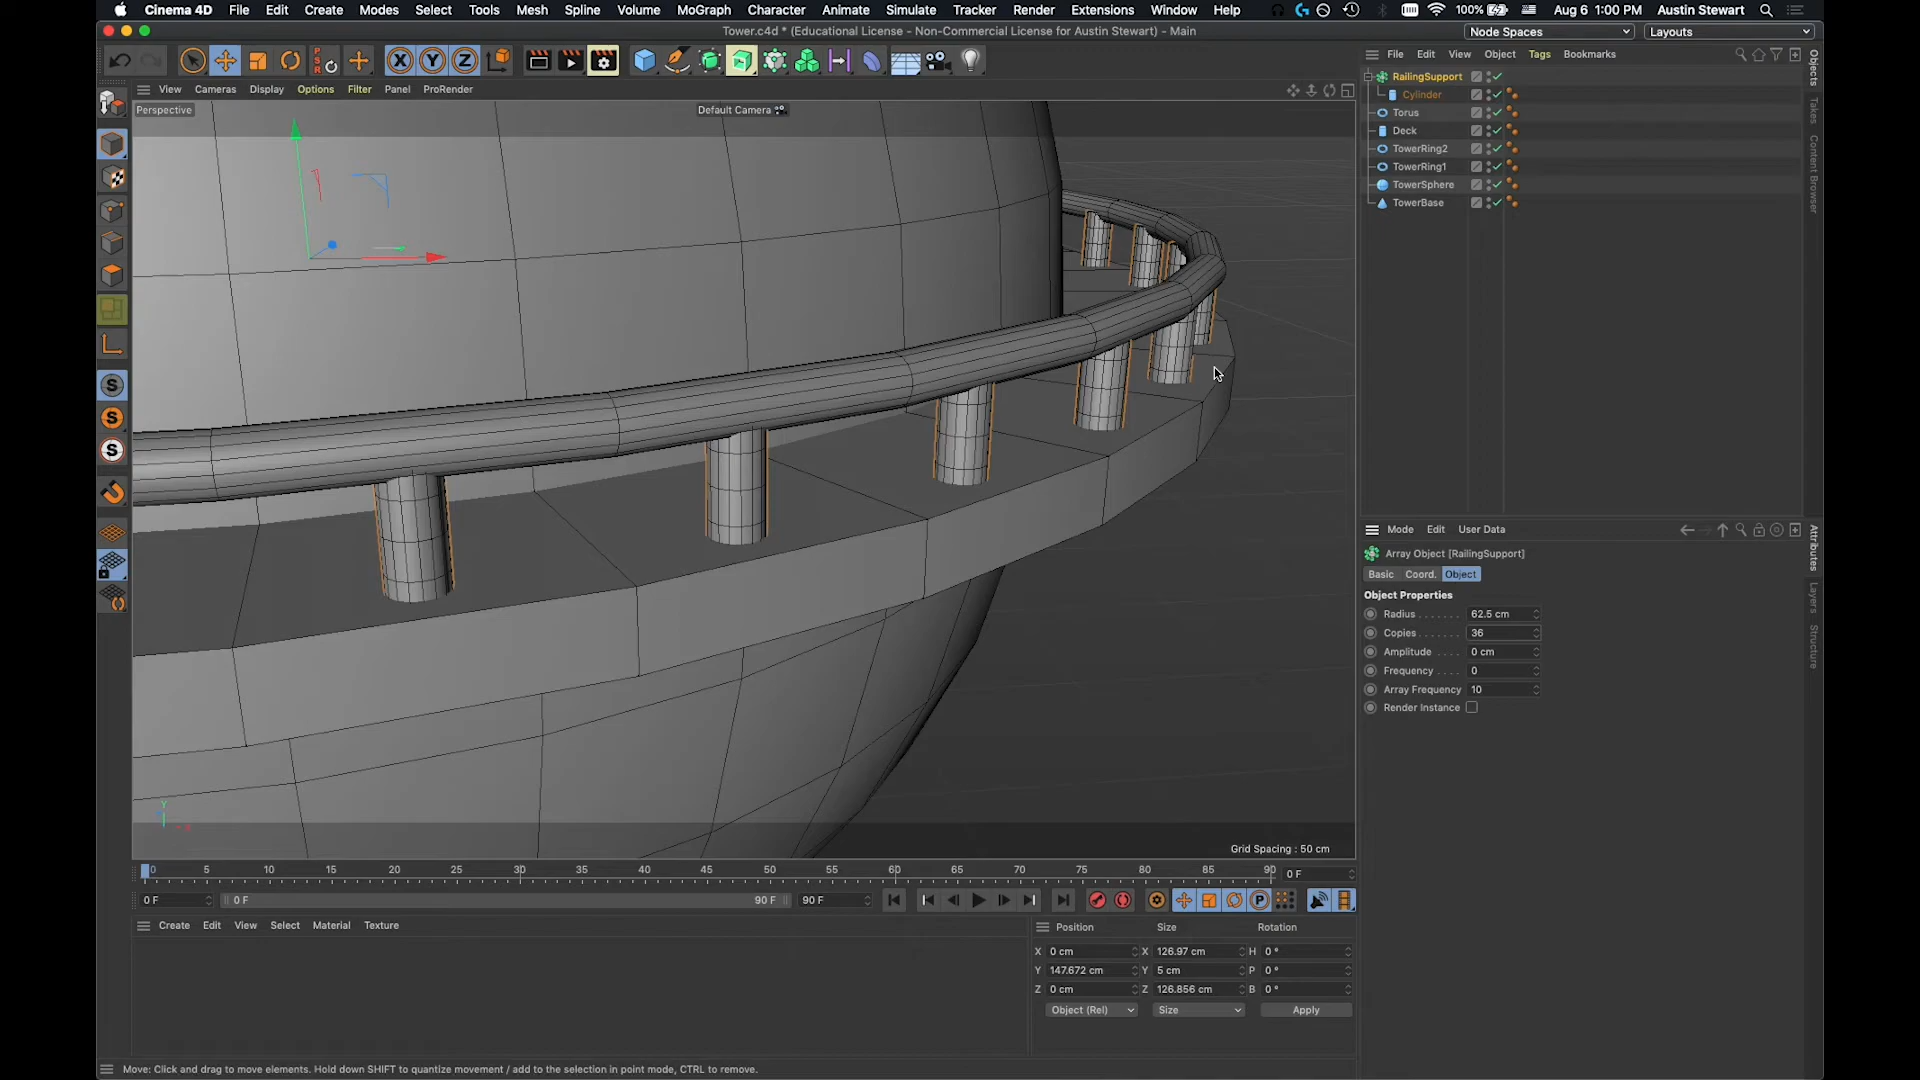 Cinema 4D File Edit Create Modes Select Tools Mesh Spline Volume MoGraph Character Animate Simulate Tracker Render Extensions Window Help 100% Aug 6 1:00 PM Austin Stewart
Tower.c4d * (Educational License - Non-Commercial License for Austin Stewart) - Main
Node Spaces Layouts
X Y Z
PSR
File Edit View Object Tags Bookmarks
View Cameras Display Options Filter Panel ProRender
Perspective
Default Camera
RailingSupport
Cylinder
Torus
Deck
TowerRing2
TowerRing1
TowerSphere
TowerBase
Objects
Takes
Content Browser
S
S
S
Mode Edit User Data
Array Object [RailingSupport]
Basic Coord. Object
Object Properties
Radius . . . . . . . 62.5 cm
Copies . . . . . . . 36
Amplitude . . . . 0 cm
Frequency . . . . 0
Array Frequency 10
Render Instance
Attributes
Layers
Structure
Y
X
Grid Spacing : 50 cm
0 5 10 15 20 25 30 35 40 45 50 55 60 65 70 75 80 85 90 0 F
0 F 0 F 90 F 90 F P
Create Edit View Select Material Texture
Position Size Rotation
X 0 cm X 126.97 cm H 0 °
Y 147.672 cm Y 5 cm P 0 °
Z 0 cm Z 126.856 cm B 0 °
Object (Rel) Size Apply
Move: Click and drag to move elements. Hold down SHIFT to quantize movement / add to the selection in point mode, CTRL to remove.